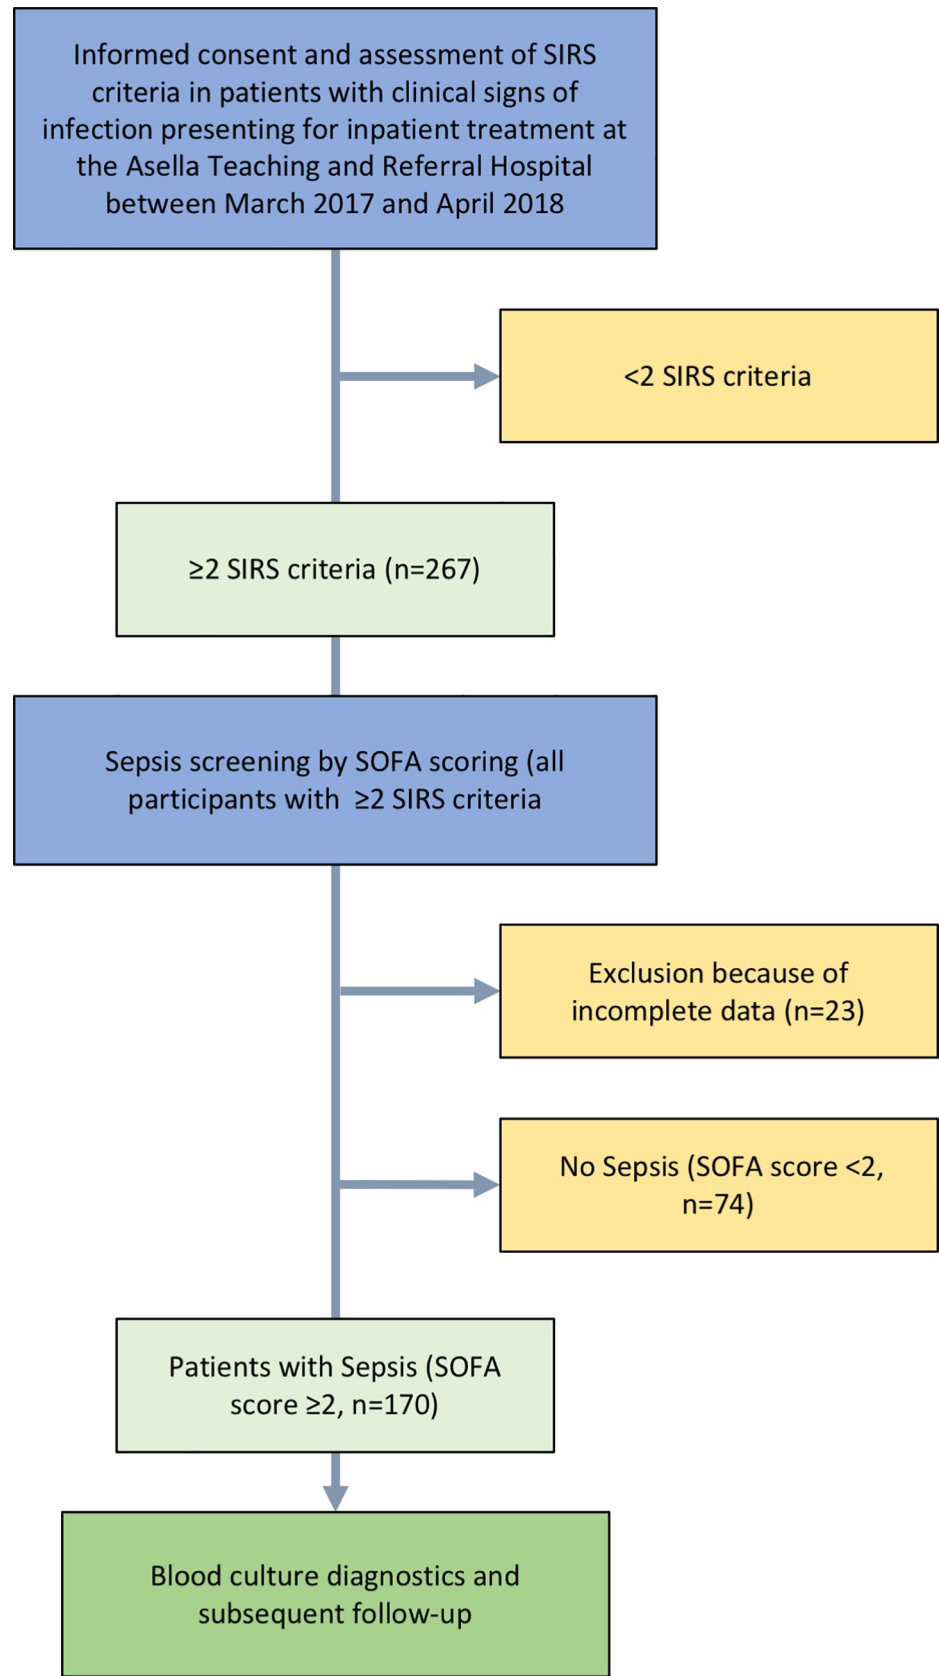 Informed consent and assessment of SIRS
criteria in patients with clinical signs of
infection presenting for inpatient treatment at
the Asella Teaching and Referral Hospital
between March 2017 and April 2018
<2 SIRS criteria
≥2 SIRS criteria (n=267)
Sepsis screening by SOFA scoring (all
participants with ≥2 SIRS criteria
Exclusion because of
incomplete data (n=23)
No Sepsis (SOFA score <2,
n=74)
Patients with Sepsis (SOFA
score ≥2, n=170)
Blood culture diagnostics and
subsequent follow-up